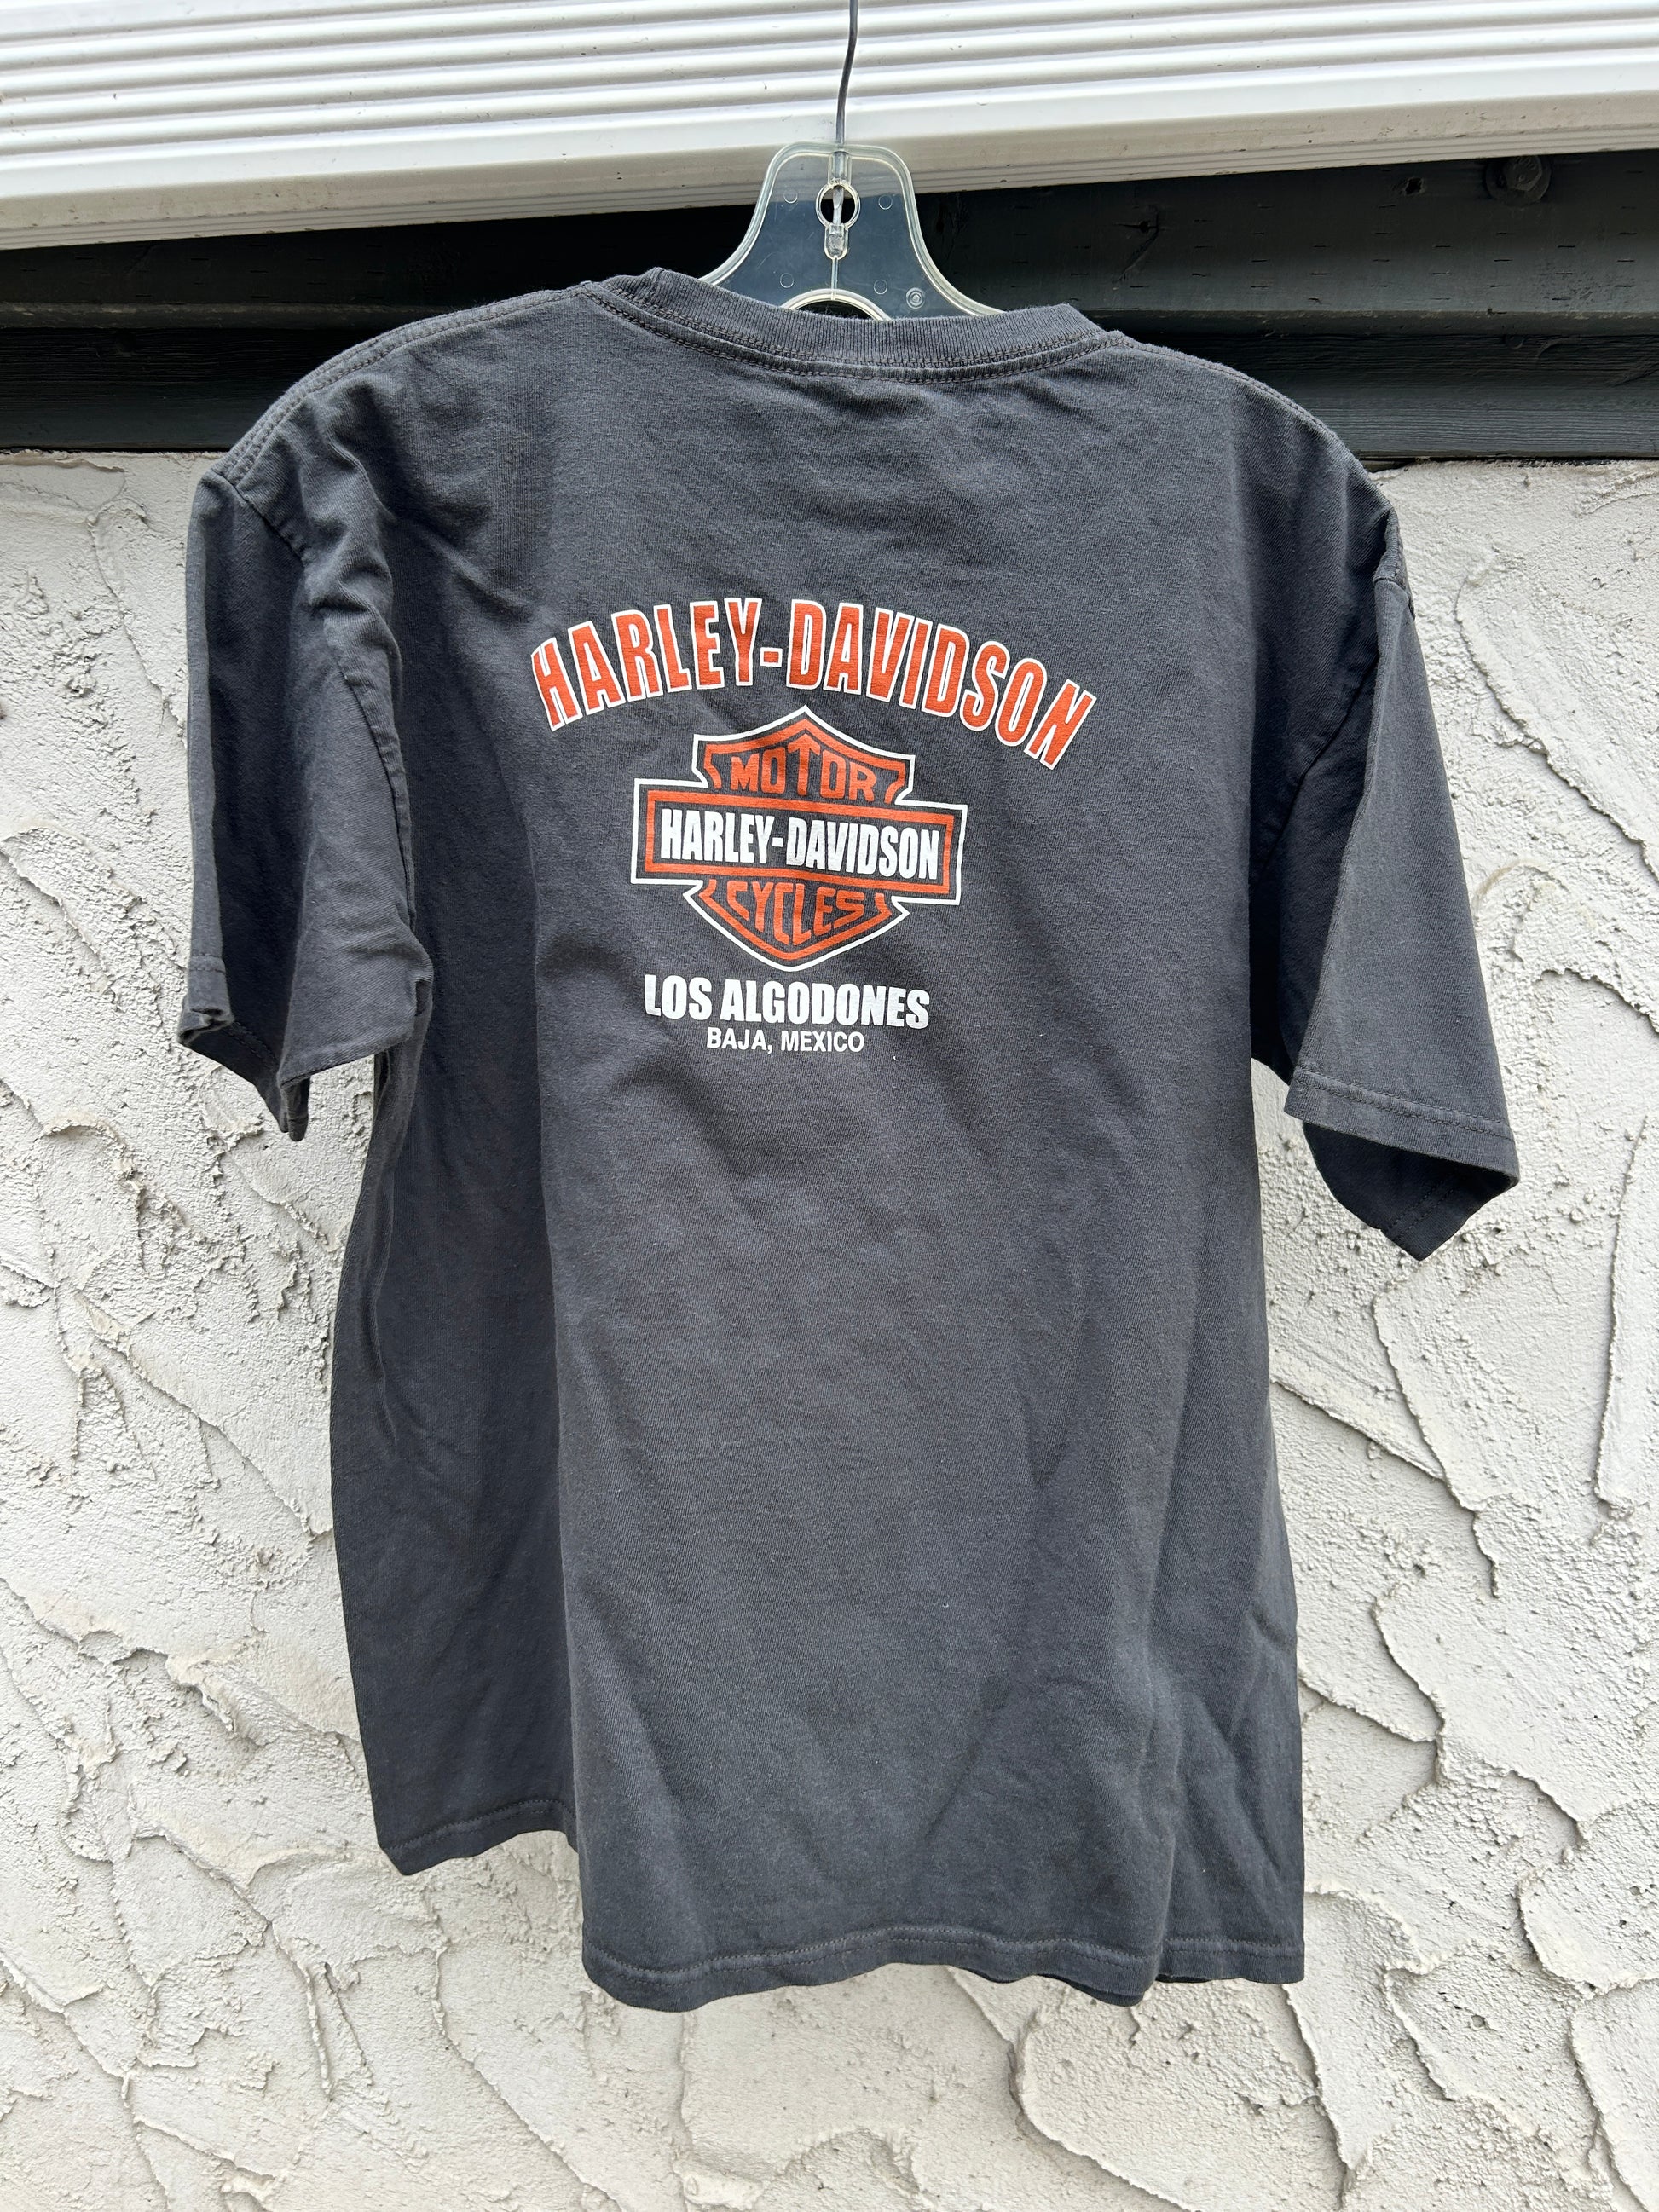 HARLEY-DAVIDSON
MOTOR
HARLEY-DAVIDSON
CYCLES
LOS ALGODONES
BAJA, MEXICO